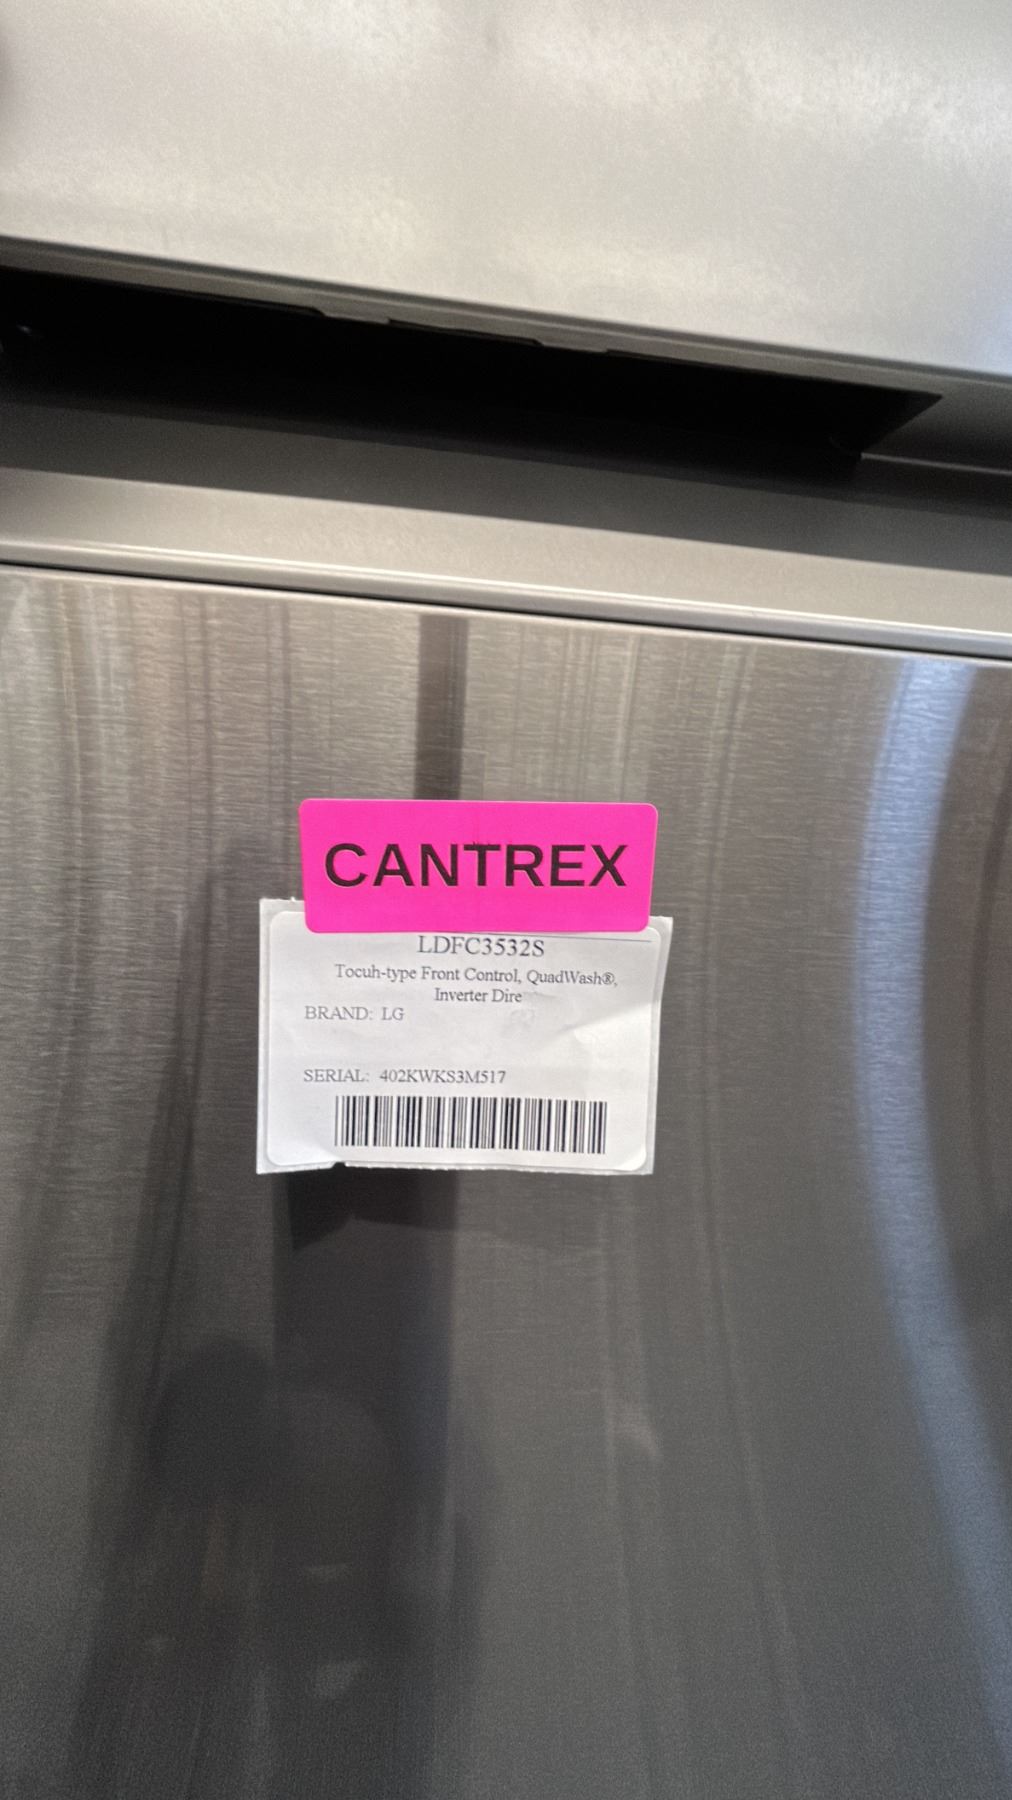 CANTREX
LDFC3532S
Tocuh-type Front Control, QuadWash®,
Inverter Dire
BRAND: LG
SERIAL: 402KWKS3M517